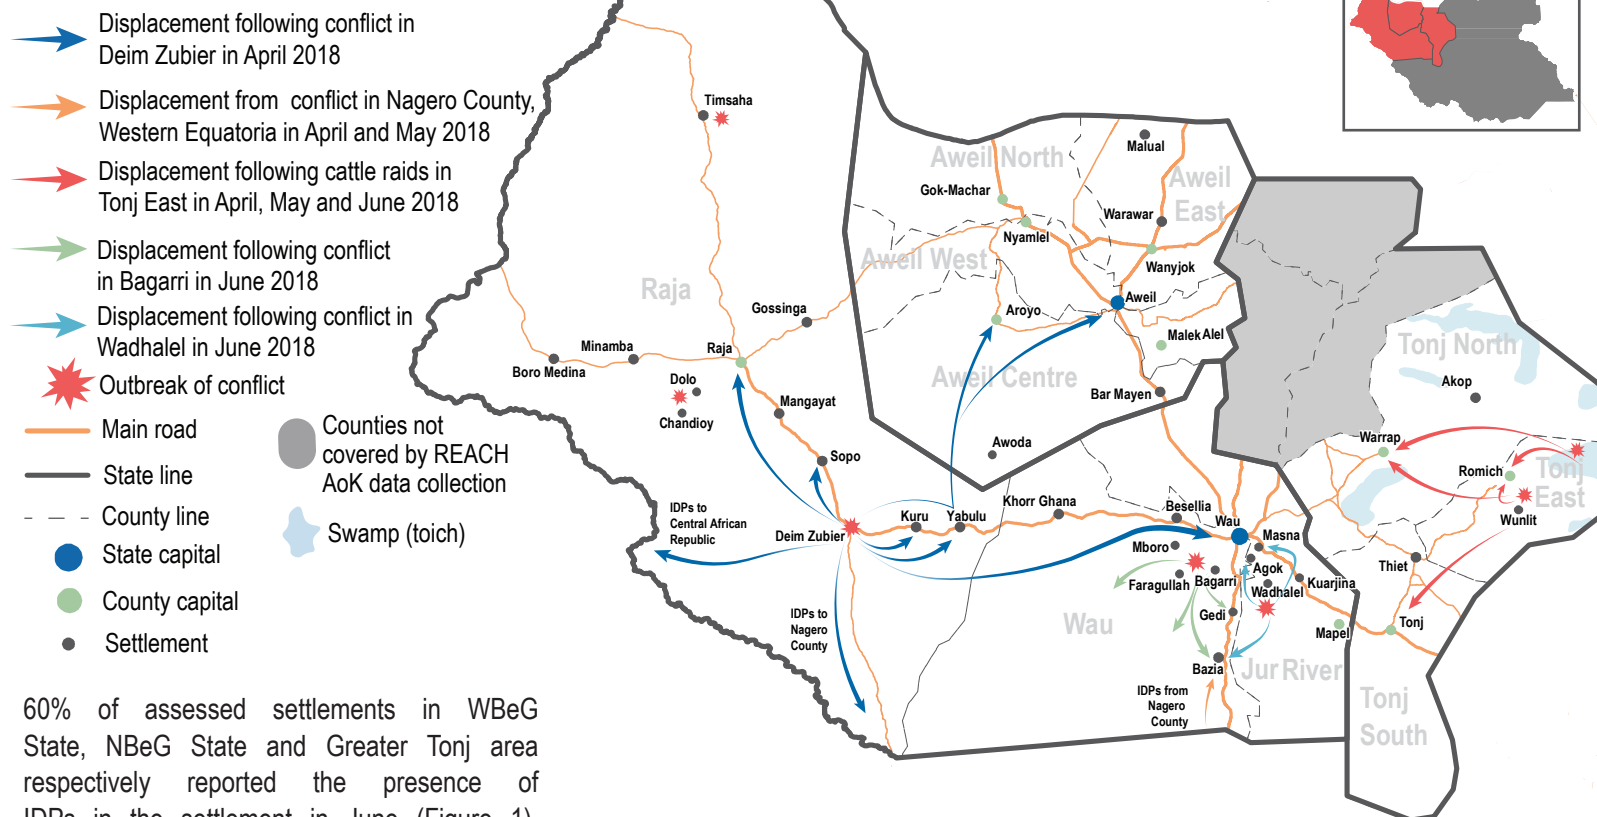 Displacement following conflict in
Deim Zubier in April 2018
Displacement from conflict in Nagero County,
Western Equatoria in April and May 2018
Displacement following cattle raids in
Tonj East in April, May and June 2018
Displacement following conflict
in Bagarri in June 2018
Displacement following conflict in
Wadhalel in June 2018
Outbreak of conflict
Main road
State line
County line
State capital
County capital
Settlement
Counties not
covered by REACH
AoK data collection
Swamp (toich)
60% of assessed settlements in WBeG
State, NBeG State and Greater Tonj area
respectively reported the presence of
IDPs in the settlement in June (Figure 1).
Timsaha
Raja
Gossinga
Minamba
Boro Medina
Raja
Dolo
Chandioy
Mangayat
Sopo
IDPs to
Central African
Republic
Deim Zubier
Kuru
Yabulu
Khorr Ghana
IDPs to
Nagero
County
Aweil North
Gok-Machar
Nyamlel
Malual
Aweil
East
Warawar
Wanyjok
Aweil West
Aroyo
Aweil
Malek Alel
Aweil Centre
Bar Mayen
Awoda
Besellia
Wau
Masna
Mboro
Agok
Faragullah
Bagarri
Wadhalel
Kuarjina
Gedi
Wau
Mapel
Bazia
Jur River
IDPs from
Nagero
County
Tonj North
Akop
Warrap
Romich
Tonj
East
Wunlit
Thiet
Tonj
Tonj
South